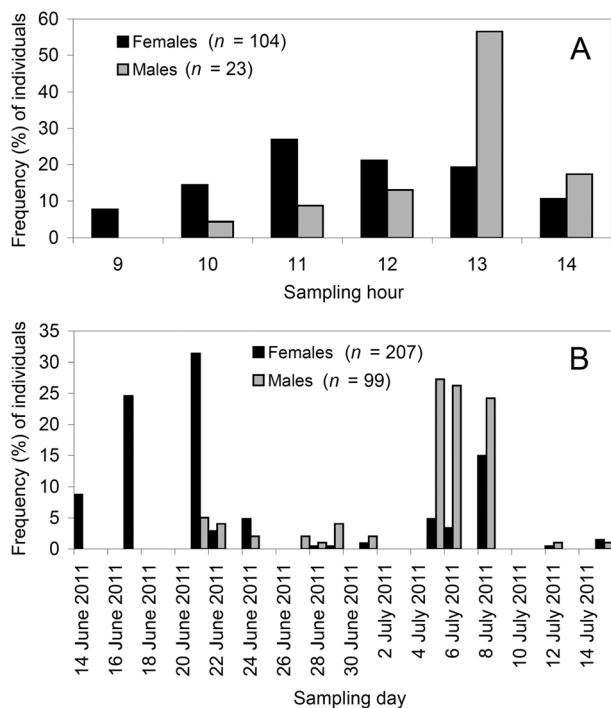 A
Females (n = 104)
Males (n = 23)
Frequency (%) of individuals
60
50
40
30
20
10
0
9 10 11 12 13 14
Sampling hour
B
Females (n = 207)
Males (n = 99)
Frequency (%) of individuals
35
30
25
20
15
10
5
0
14 June 2011
16 June 2011
18 June 2011
20 June 2011
22 June 2011
24 June 2011
26 June 2011
28 June 2011
30 June 2011
2 July 2011
4 July 2011
6 July 2011
8 July 2011
10 July 2011
12 July 2011
14 July 2011
Sampling day